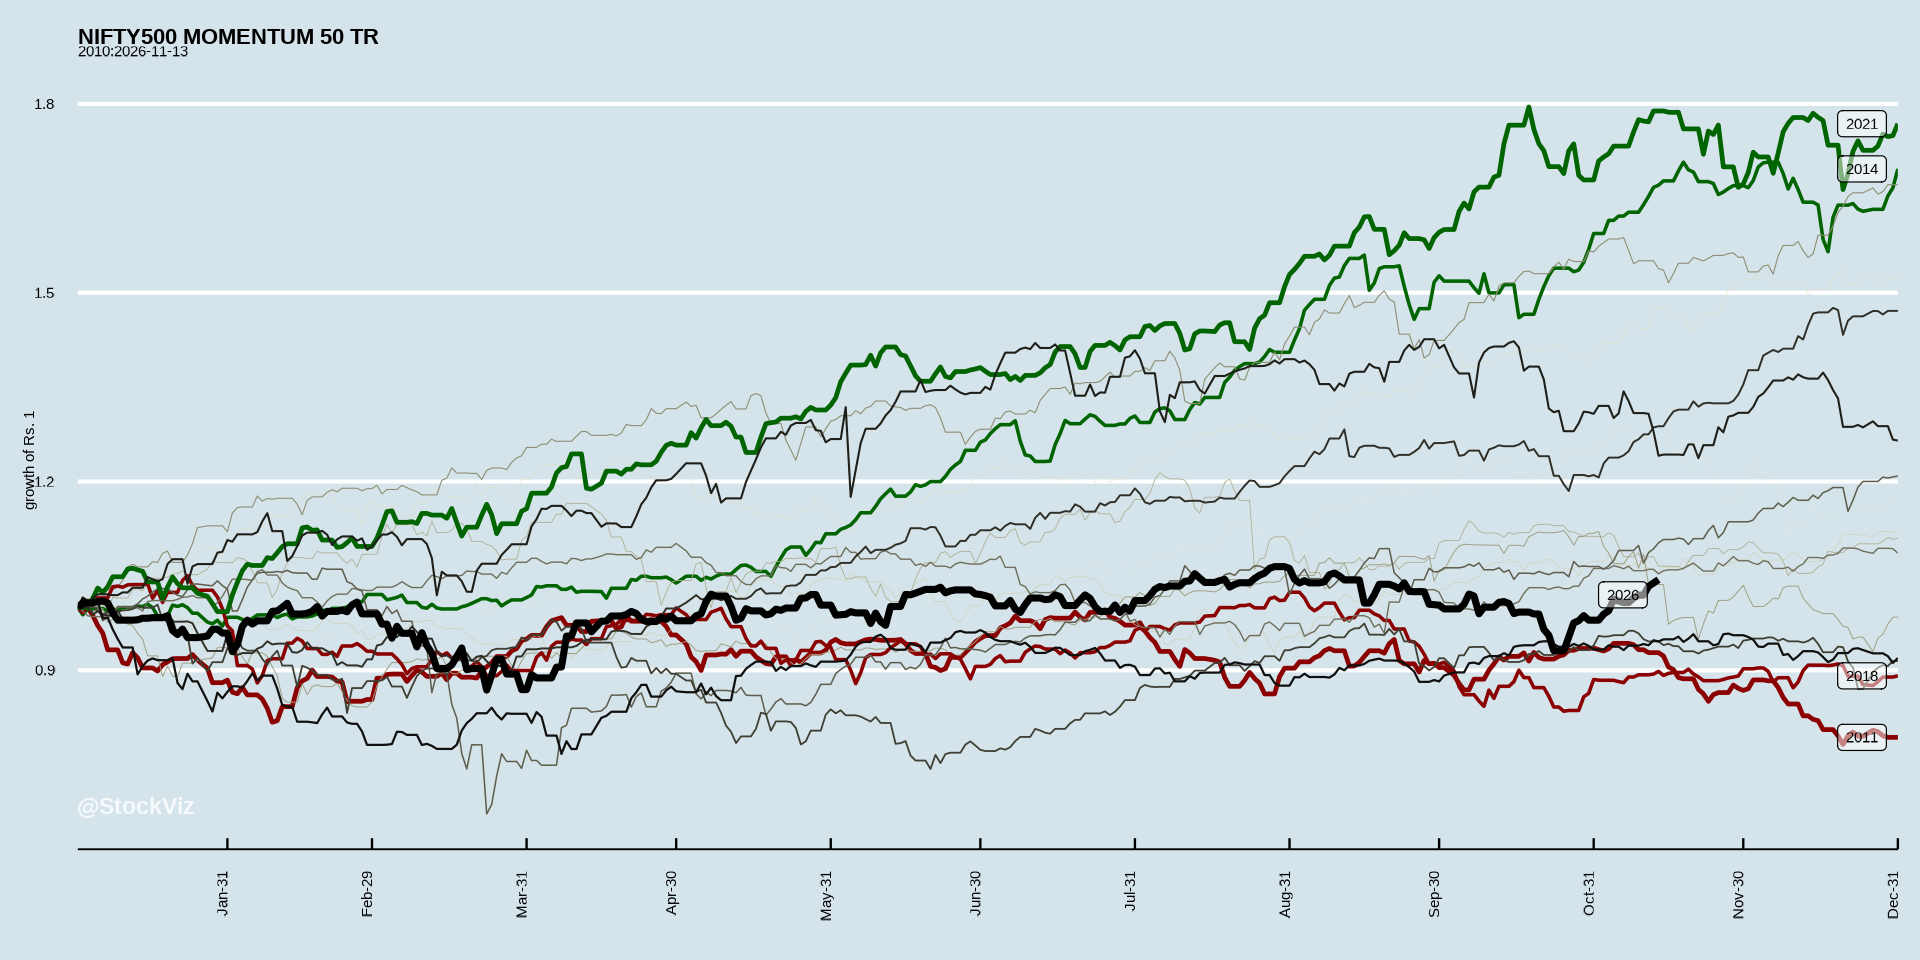 NIFTY500 MOMENTUM 50 TR
2010:2026-11-13
growth of Rs. 1
1.8
1.5
1.2
0.9
2021
2014
2026
2018
2011
@StockViz
Jan-31
Feb-29
Mar-31
Apr-30
May-31
Jun-30
Jul-31
Aug-31
Sep-30
Oct-31
Nov-30
Dec-31